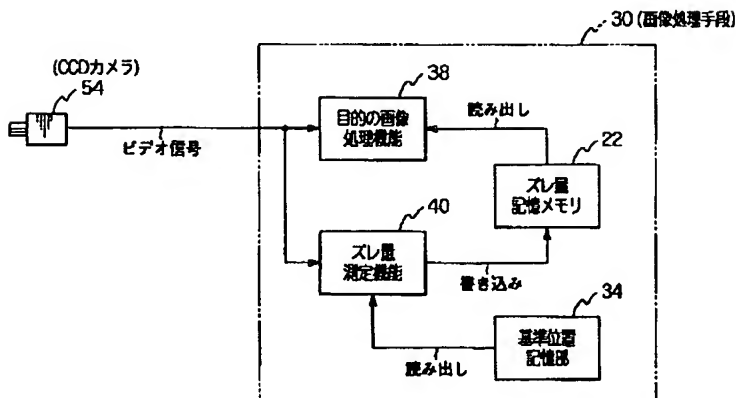 30(画像処理手段)
(CCDカメラ)
54
ビデオ信号
38
目的の画像
処理機能
読み出し
22
ズレ量
記憶メモリ
40
ズレ量
測定機能
書き込み
34
基準位置
記憶部
読み出し